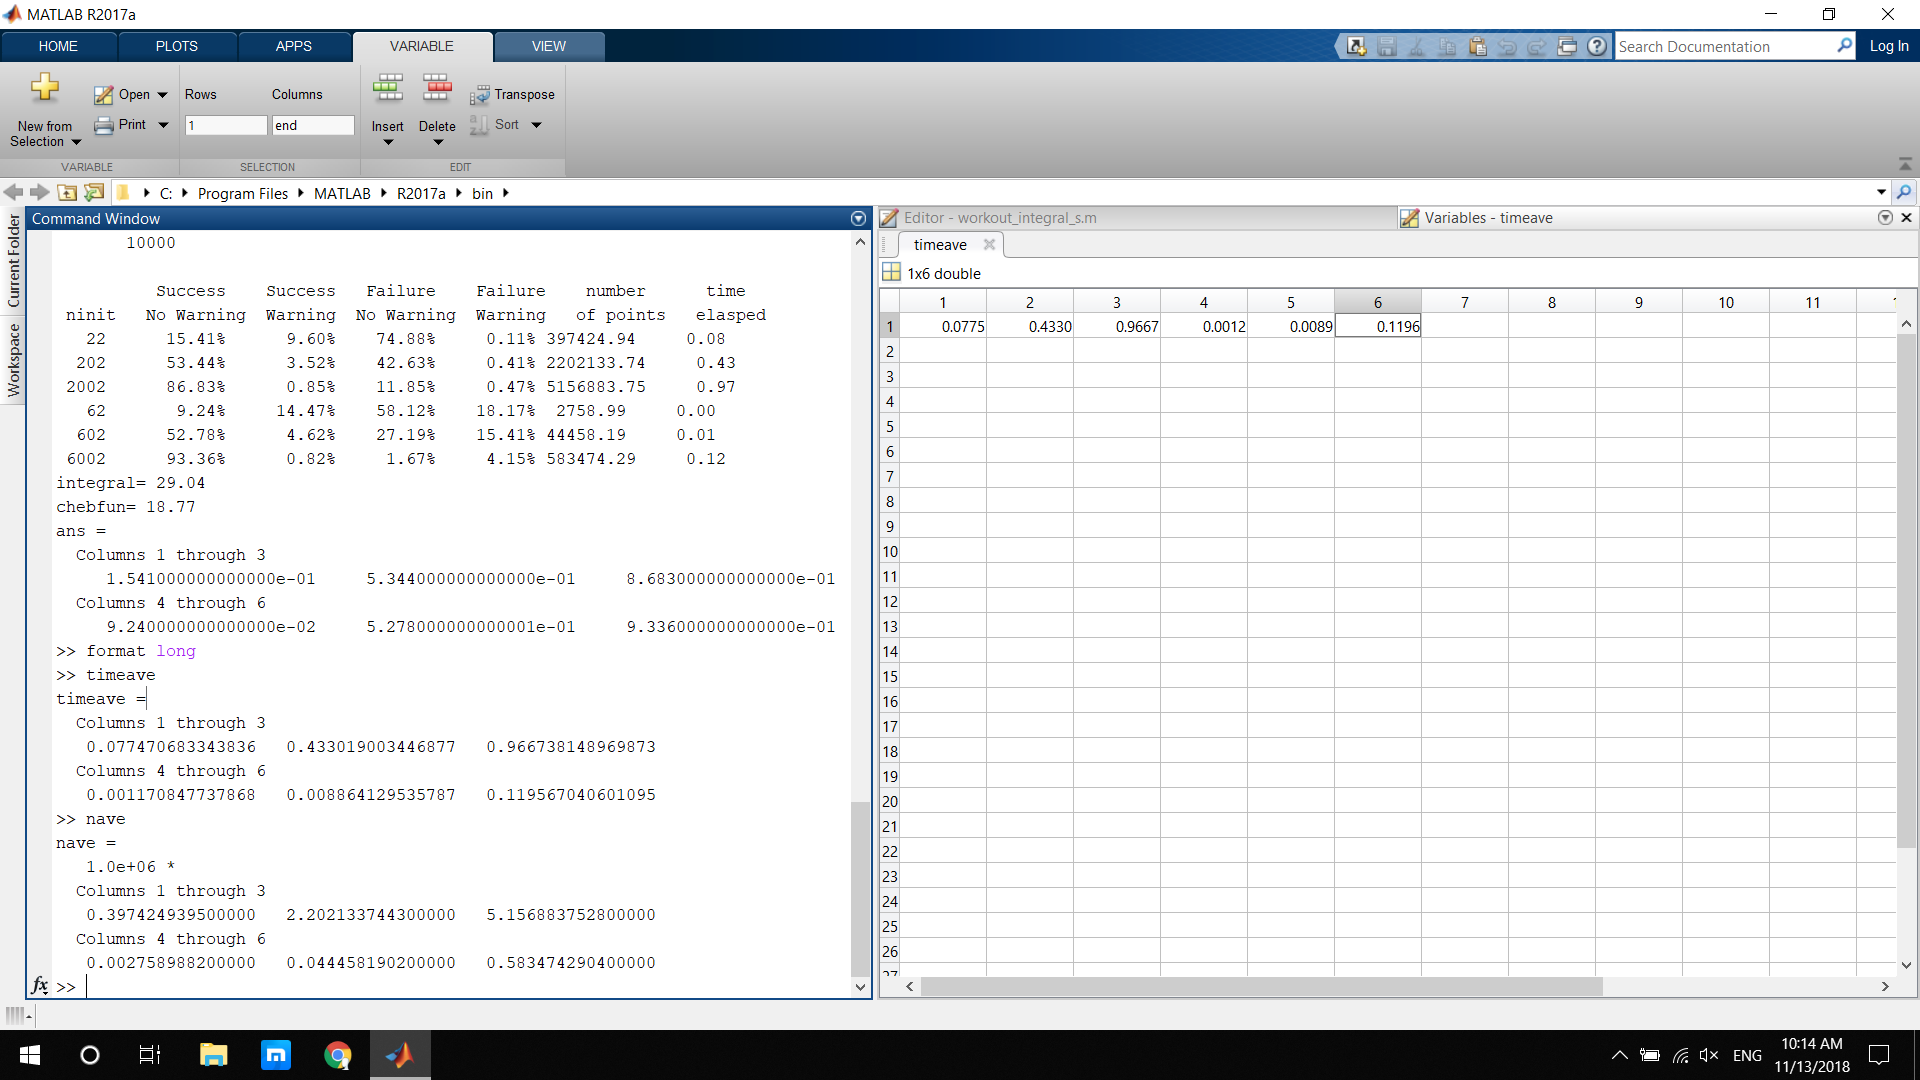 MATLAB R2017a
HOME PLOTS APPS VARIABLE VIEW
Search Documentation Log In
New from Selection Open Print Rows Columns
1 end
Insert Delete Transpose Sort
VARIABLE SELECTION EDIT
C: Program Files MATLAB R2017a bin
Current Folder
Workspace
Command Window
10000
Success Success Failure Failure number time
ninit No Warning Warning No Warning Warning of points elasped
22 15.41% 9.60% 74.88% 0.11% 397424.94 0.08
202 53.44% 3.52% 42.63% 0.41% 2202133.74 0.43
2002 86.83% 0.85% 11.85% 0.47% 5156883.75 0.97
62 9.24% 14.47% 58.12% 18.17% 2758.99 0.00
602 52.78% 4.62% 27.19% 15.41% 44458.19 0.01
6002 93.36% 0.82% 1.67% 4.15% 583474.29 0.12
integral= 29.04
chebfun= 18.77
ans =
Columns 1 through 3
1.541000000000000e-01 5.344000000000000e-01 8.683000000000000e-01
Columns 4 through 6
9.240000000000000e-02 5.278000000000001e-01 9.336000000000000e-01
>> format long
>> timeave
timeave =
Columns 1 through 3
0.077470683343836 0.433019003446877 0.966738148969873
Columns 4 through 6
0.001170847737868 0.008864129535787 0.119567040601095
>> nave
nave =
1.0e+06 *
Columns 1 through 3
0.397424939500000 2.202133744300000 5.156883752800000
Columns 4 through 6
0.002758988200000 0.044458190200000 0.583474290400000
fx >>
Editor - workout_integral_s.m
Variables - timeave
timeave
1x6 double
1 2 3 4 5 6 7 8 9 10 11
1 0.0775 0.4330 0.9667 0.0012 0.0089 0.1196
2
3
4
5
6
7
8
9
10
11
12
13
14
15
16
17
18
19
20
21
22
23
24
25
26
27
ENG
10:14 AM
11/13/2018